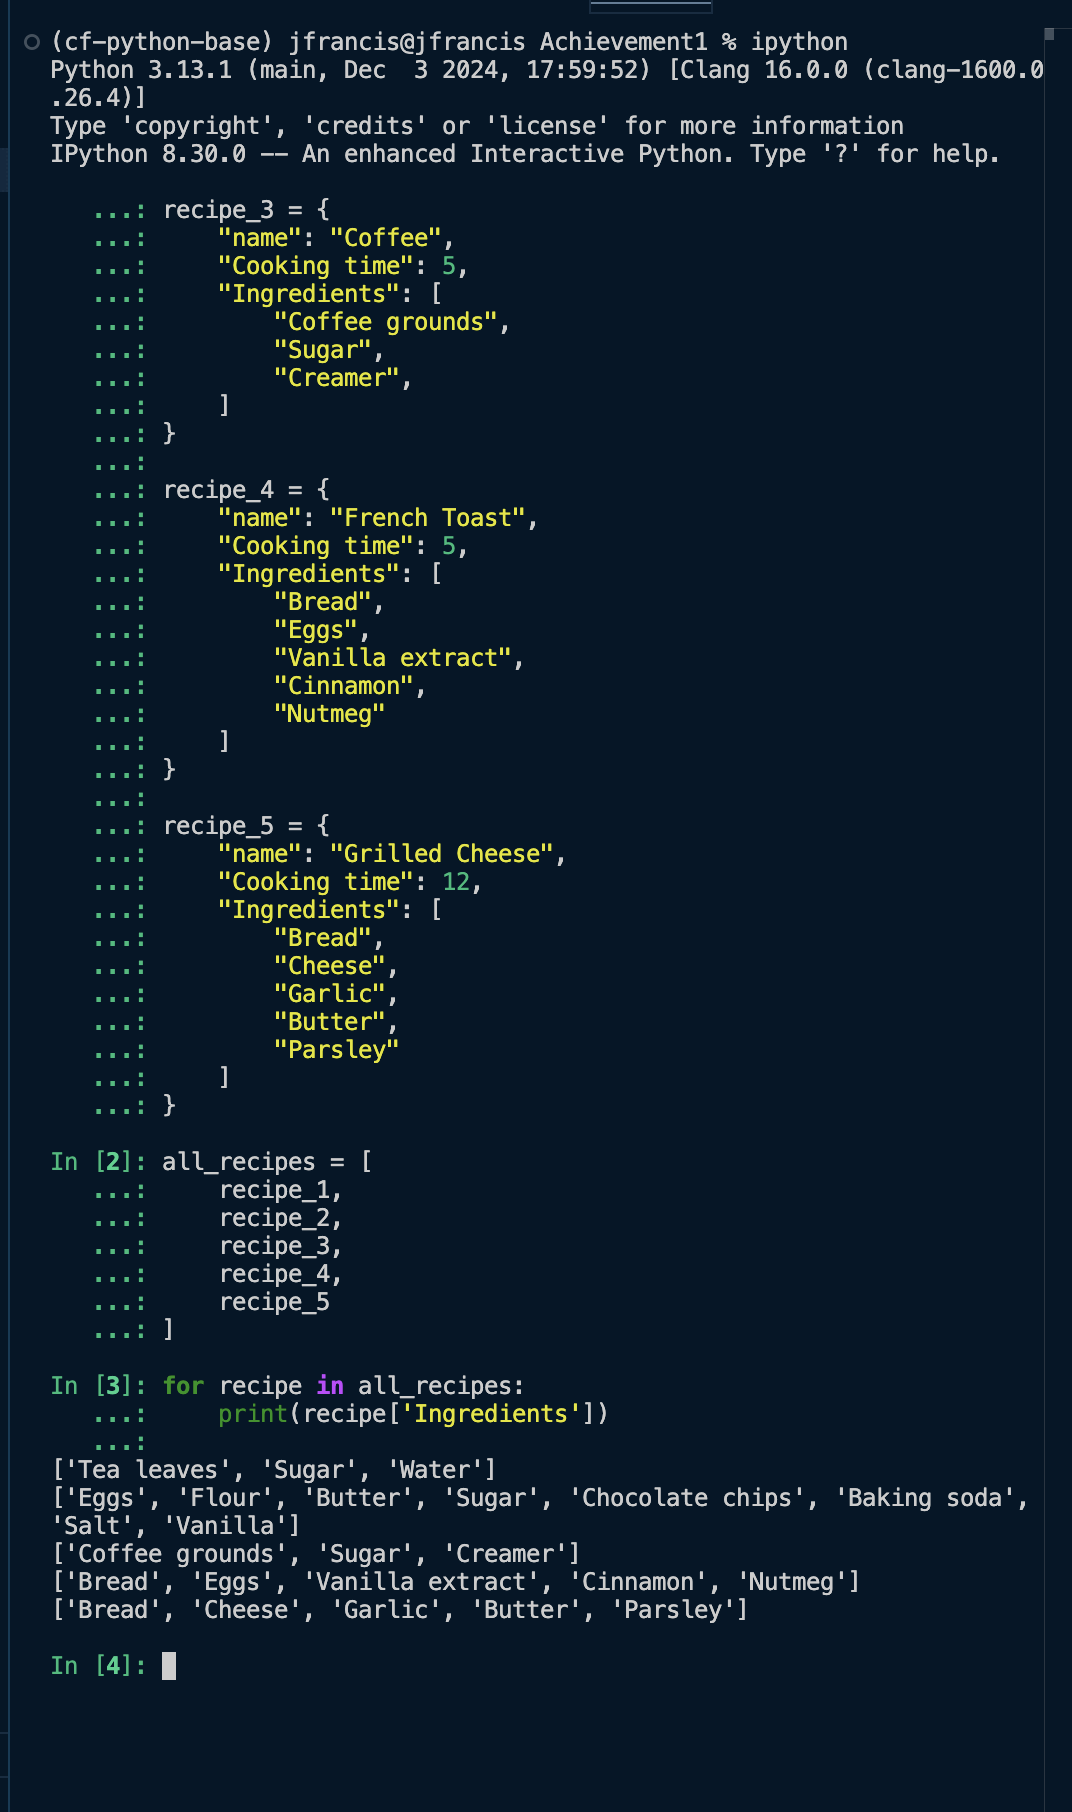 (cf-python-base) jfrancis@jfrancis Achievement1 % ipython
Python 3.13.1 (main, Dec  3 2024, 17:59:52) [Clang 16.0.0 (clang-1600.0
.26.4)]
Type 'copyright', 'credits' or 'license' for more information
IPython 8.30.0 -- An enhanced Interactive Python. Type '?' for help.

   ...: recipe_3 = {
   ...:     "name": "Coffee",
   ...:     "Cooking time": 5,
   ...:     "Ingredients": [
   ...:         "Coffee grounds",
   ...:         "Sugar",
   ...:         "Creamer",
   ...:     ]
   ...: }
   ...:
   ...: recipe_4 = {
   ...:     "name": "French Toast",
   ...:     "Cooking time": 5,
   ...:     "Ingredients": [
   ...:         "Bread",
   ...:         "Eggs",
   ...:         "Vanilla extract",
   ...:         "Cinnamon",
   ...:         "Nutmeg"
   ...:     ]
   ...: }
   ...:
   ...: recipe_5 = {
   ...:     "name": "Grilled Cheese",
   ...:     "Cooking time": 12,
   ...:     "Ingredients": [
   ...:         "Bread",
   ...:         "Cheese",
   ...:         "Garlic",
   ...:         "Butter",
   ...:         "Parsley"
   ...:     ]
   ...: }

In [2]: all_recipes = [
   ...:     recipe_1,
   ...:     recipe_2,
   ...:     recipe_3,
   ...:     recipe_4,
   ...:     recipe_5
   ...: ]

In [3]: for recipe in all_recipes:
   ...:     print(recipe['Ingredients'])
   ...:
['Tea leaves', 'Sugar', 'Water']
['Eggs', 'Flour', 'Butter', 'Sugar', 'Chocolate chips', 'Baking soda',
'Salt', 'Vanilla']
['Coffee grounds', 'Sugar', 'Creamer']
['Bread', 'Eggs', 'Vanilla extract', 'Cinnamon', 'Nutmeg']
['Bread', 'Cheese', 'Garlic', 'Butter', 'Parsley']

In [4]: